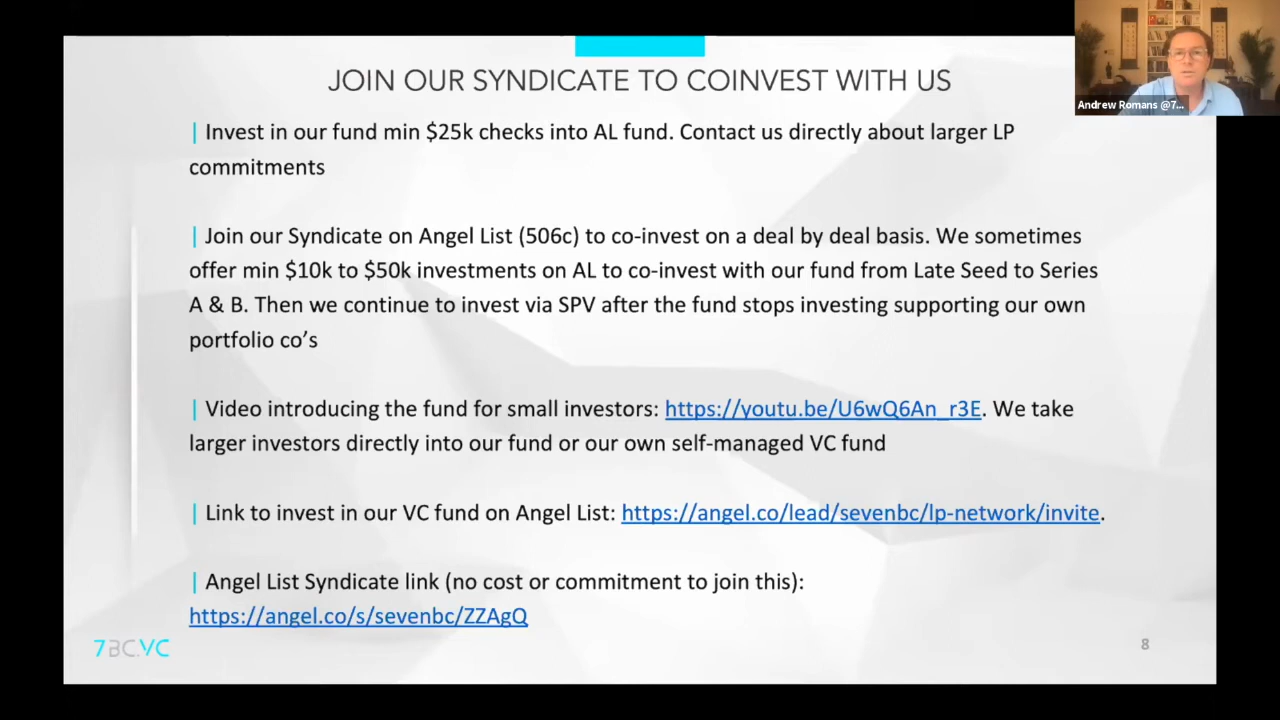 Andrew Romans @7...
JOIN OUR SYNDICATE TO COINVEST WITH US
| Invest in our fund min $25k checks into AL fund. Contact us directly about larger LP
commitments
| Join our Syndicate on Angel List (506c) to co-invest on a deal by deal basis. We sometimes
offer min $10k to $50k investments on AL to co-invest with our fund from Late Seed to Series
A & B. Then we continue to invest via SPV after the fund stops investing supporting our own
portfolio co’s
| Video introducing the fund for small investors: https://youtu.be/U6wQ6An_r3E. We take
larger investors directly into our fund or our own self-managed VC fund
| Link to invest in our VC fund on Angel List: https://angel.co/lead/sevenbc/lp-network/invite.
| Angel List Syndicate link (no cost or commitment to join this):
https://angel.co/s/sevenbc/ZZAgQ
7BC.VC
8